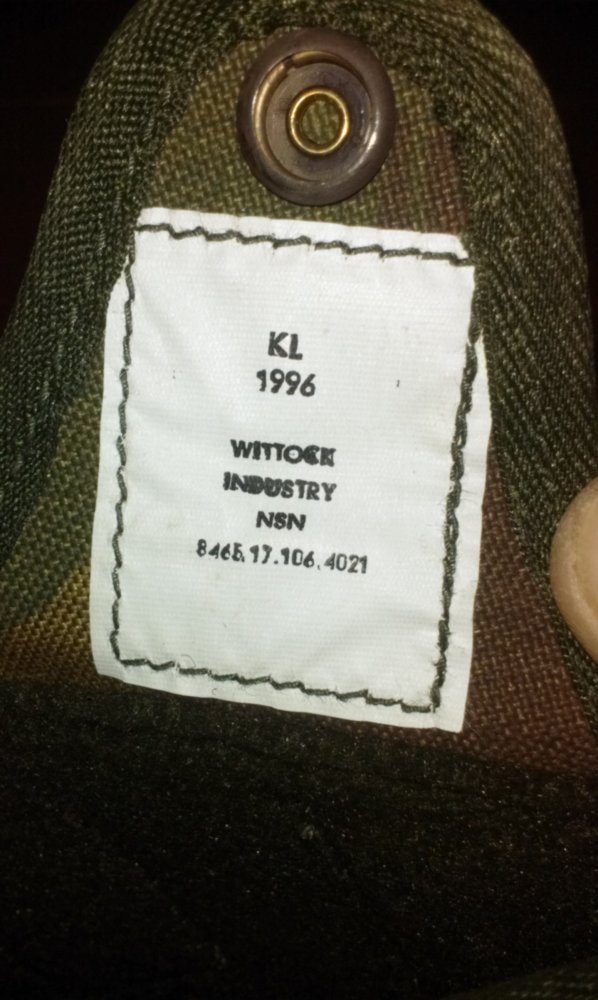 KL
1996
WITTOCK
INDUSTRY
NSN
8465.17.106.4021